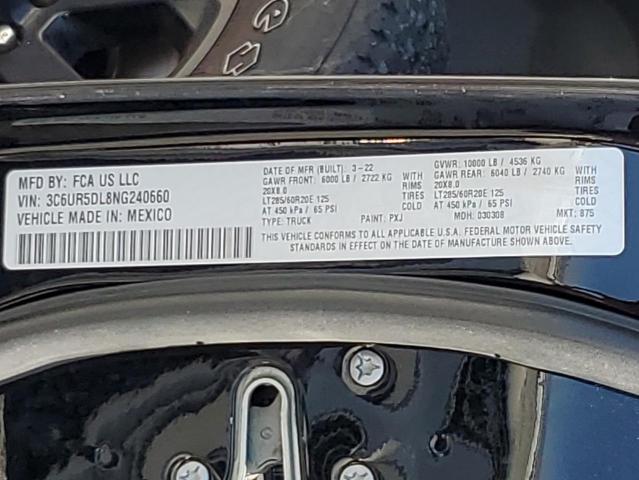 MFD BY: FCA US LLC
VIN: 3C6UR5DL8NG240660
VEHICLE MADE IN: MEXICO
DATE OF MFR (BUILT): 3-22
GAWR FRONT: 6000 LB / 2722 KG WITH
20X8.0 RIMS
LT285/60R20E 125 TIRES
AT 450 kPa / 65 PSI COLD
TYPE: TRUCK PAINT: PXJ
GVWR: 10000 LB / 4536 KG
GAWR REAR: 6040 LB / 2740 KG WITH
20X8.0 RIMS
LT285/60R20E 125 TIRES
AT 450 kPa / 65 PSI COLD
MDH: 030308 MKT: 875
THIS VEHICLE CONFORMS TO ALL APPLICABLE U.S.A. FEDERAL MOTOR VEHICLE SAFETY
STANDARDS IN EFFECT ON THE DATE OF MANUFACTURE SHOWN ABOVE.